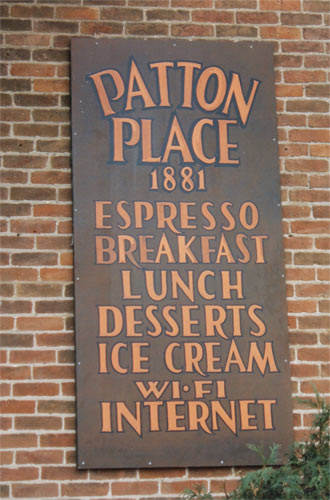 PATTON
PLACE
1881
ESPRESSO
BREAKFAST
LUNCH
DESSERTS
ICE CREAM
WI·FI
INTERNET